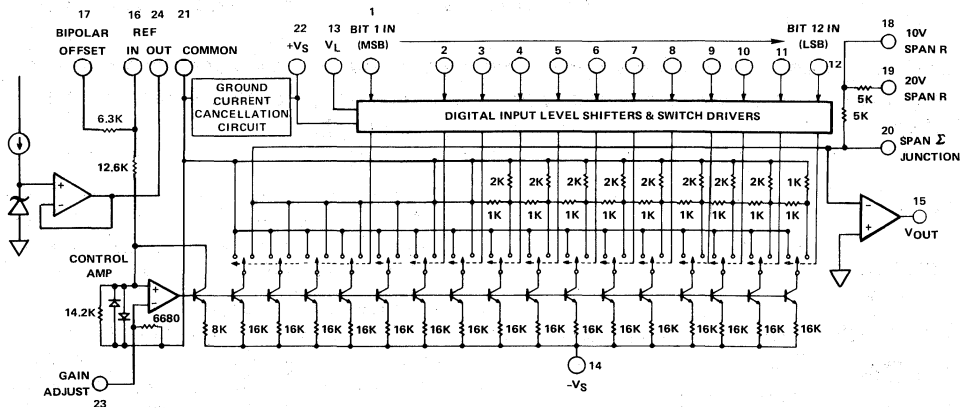 17 16 24 21
BIPOLAR REF
OFFSET IN OUT COMMON
22 13 1
+VS VL BIT 1 IN BIT 12 IN
(MSB) (LSB)
2 3 4 5 6 7 8 9 10 11 12
18
10V
SPAN R
19
20V
SPAN R
5K
5K
20
SPAN Σ
JUNCTION
GROUND
CURRENT
CANCELLATION
CIRCUIT
DIGITAL INPUT LEVEL SHIFTERS & SWITCH DRIVERS
6.3K
12.6K
2K 2K 2K 2K 2K 2K 2K 1K
1K 1K 1K 1K 1K 1K 1K 1K
+
-
-
+
15
VOUT
CONTROL
AMP
-
+
14.2K
6680
8K 16K 16K 16K 16K 16K 16K 16K 16K 16K 16K 16K 16K 16K 16K 16K
14
-VS
GAIN
ADJUST
23